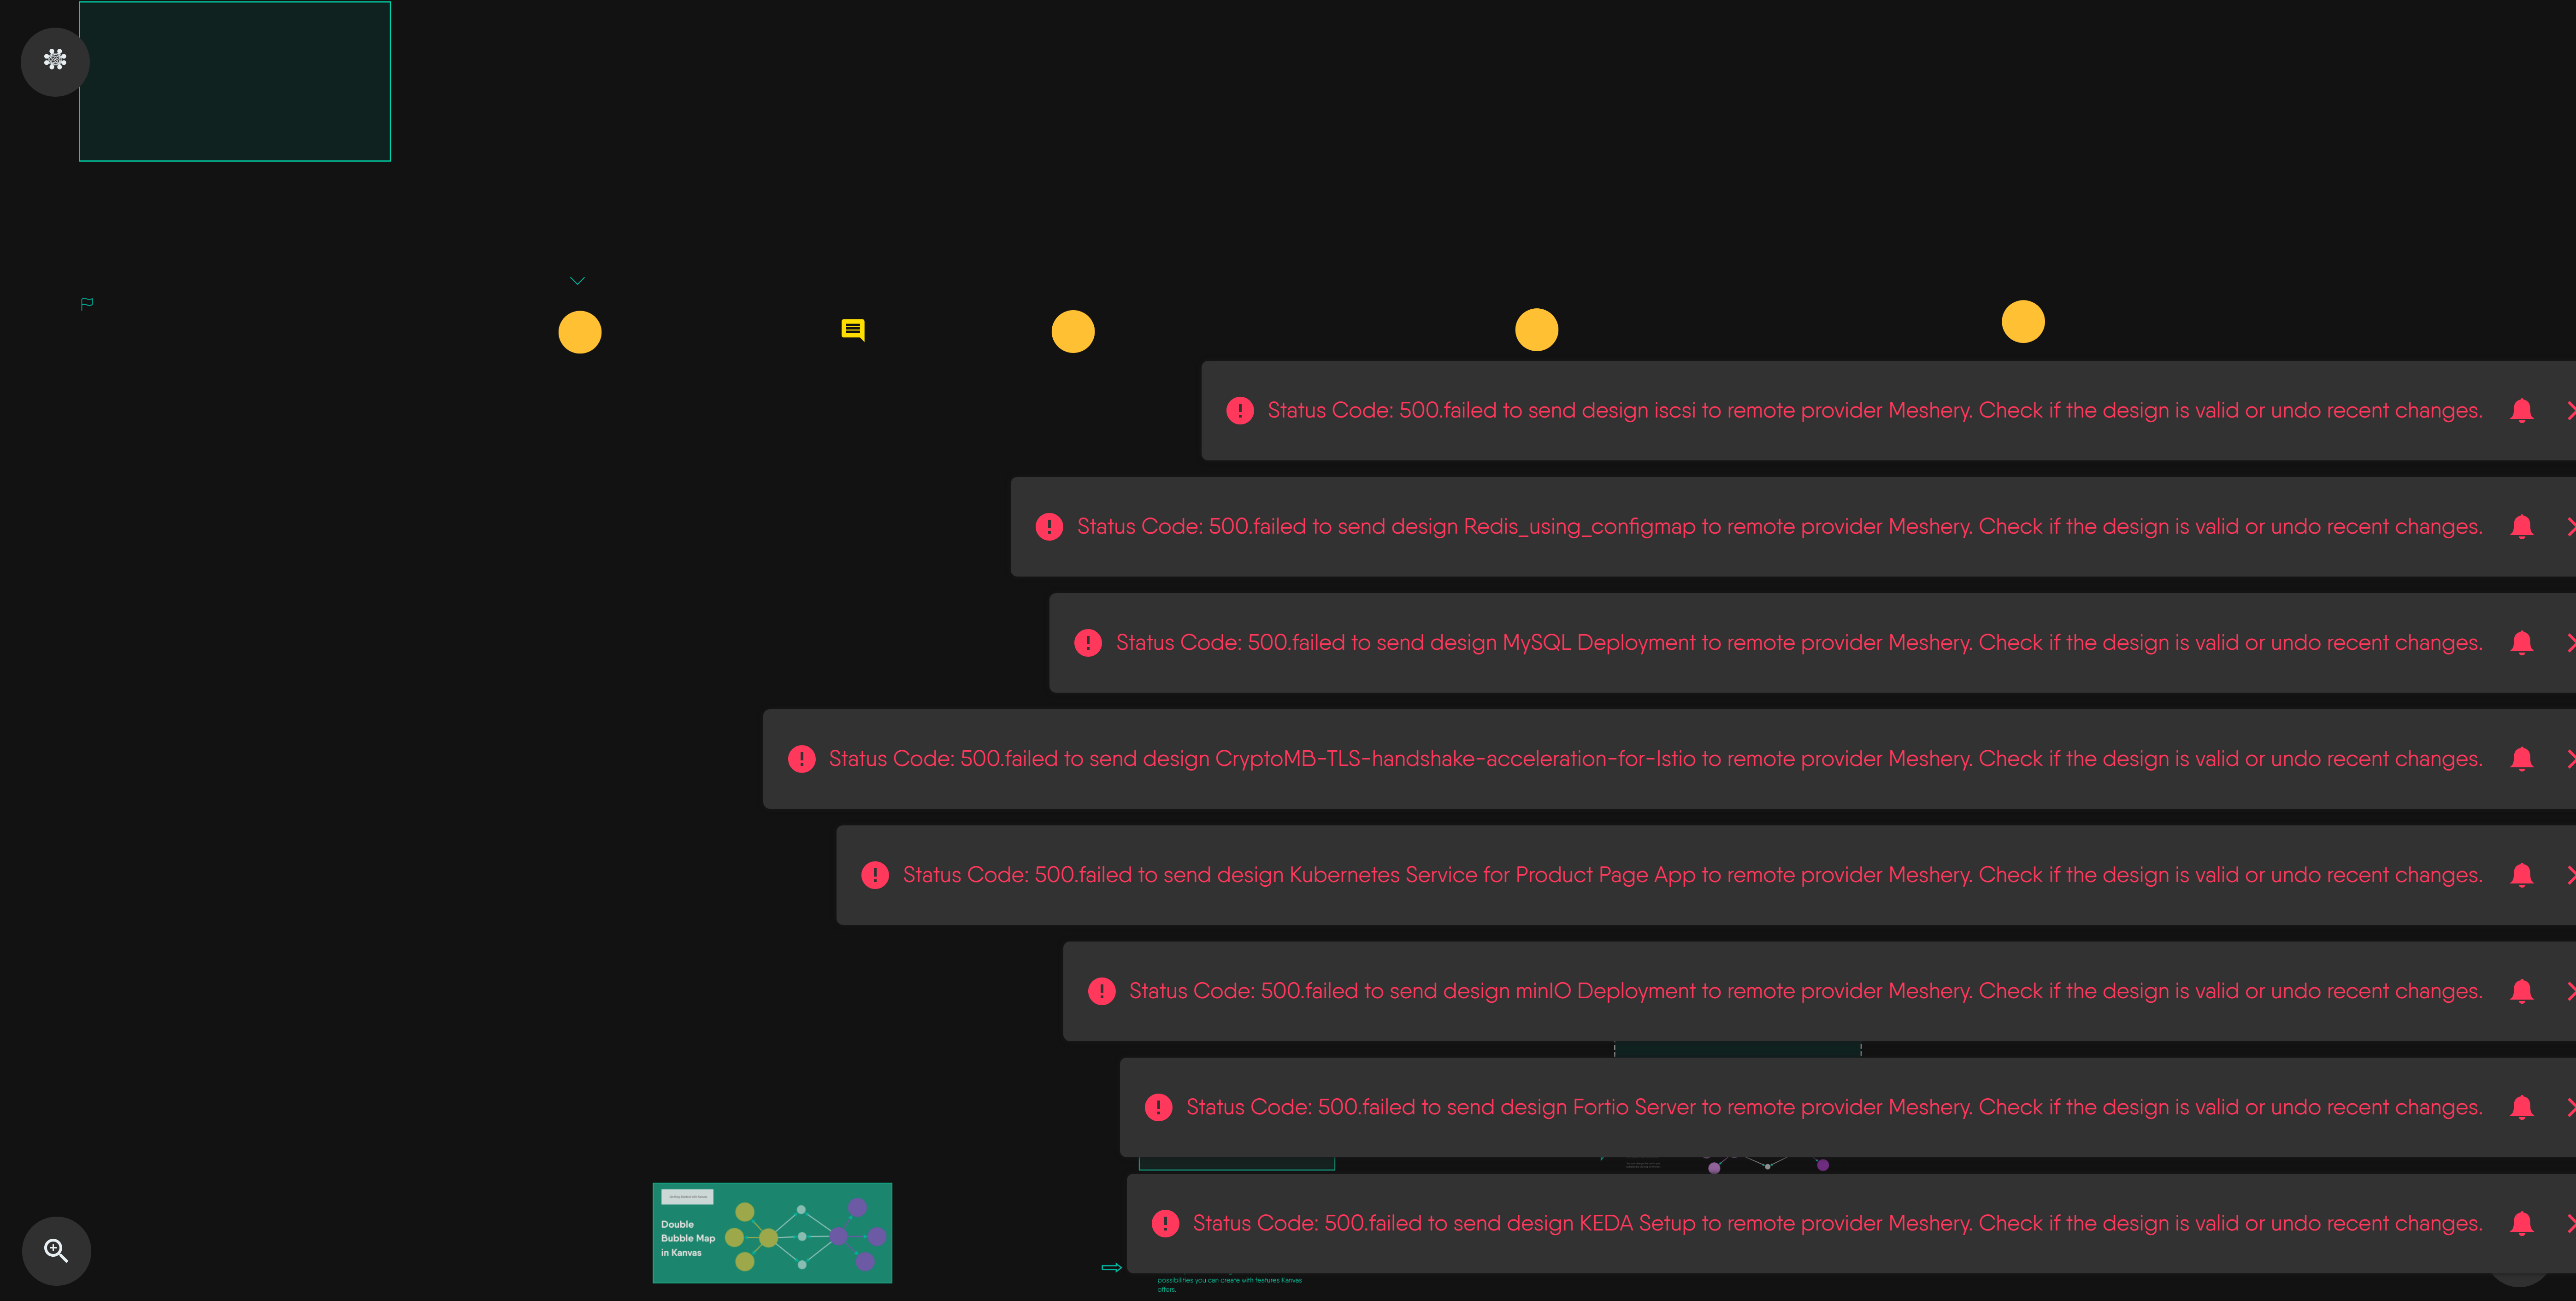 Status Code: 500.failed to send design iscsi to remote provider Meshery. Check if the design is valid or undo recent changes.
Status Code: 500.failed to send design Redis_using_configmap to remote provider Meshery. Check if the design is valid or undo recent changes.
Status Code: 500.failed to send design MySQL Deployment to remote provider Meshery. Check if the design is valid or undo recent changes.
Status Code: 500.failed to send design CryptoMB-TLS-handshake-acceleration-for-Istio to remote provider Meshery. Check if the design is valid or undo recent changes.
Status Code: 500.failed to send design Kubernetes Service for Product Page App to remote provider Meshery. Check if the design is valid or undo recent changes.
Status Code: 500.failed to send design minIO Deployment to remote provider Meshery. Check if the design is valid or undo recent changes.
Status Code: 500.failed to send design Fortio Server to remote provider Meshery. Check if the design is valid or undo recent changes.
Status Code: 500.failed to send design KEDA Setup to remote provider Meshery. Check if the design is valid or undo recent changes.
Double
Bubble Map
in Kanvas
possibilities you can create with features Kanvas
offers.